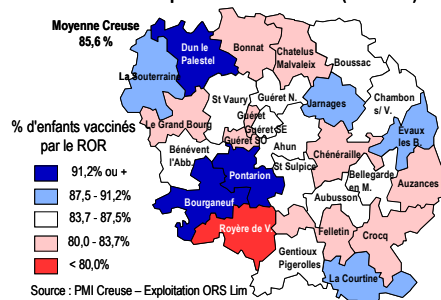 Moyenne Creuse
85,6 %
Dun le
Palestel
Bonnat
Chatelus
Malvaleix
Boussac
La Souterraine
St Vaury
Guéret N.
Jarnages
Chambon
s/ V.
Le Grand Bourg
Guéret
Guéret SE
Guéret SO
Evaux
les B.
% d'enfants vaccinés
par le ROR
Bénévent
l'Abb.
Ahun
Chénéraille
St Sulpice
91,2% ou +
87,5 - 91,2%
83,7 - 87,5%
80,0 - 83,7%
< 80,0%
Pontarion
Bellegarde
en M.
Auzances
Bourganeuf
Aubusson
Royère de V.
Felletin
Crocq
Gentioux
Pigerolles
La Courtine
Source : PMI Creuse – Exploitation ORS Lim